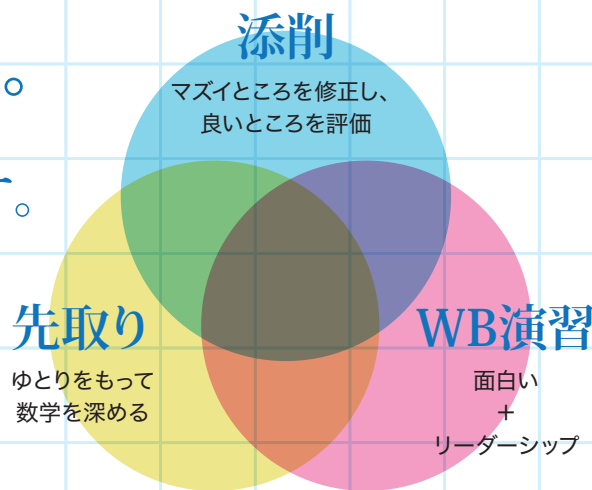 添削
マズイところを修正し、
良いところを評価
先取り
ゆとりをもって
数学を深める
WB演習
面白い
+
リーダーシップ